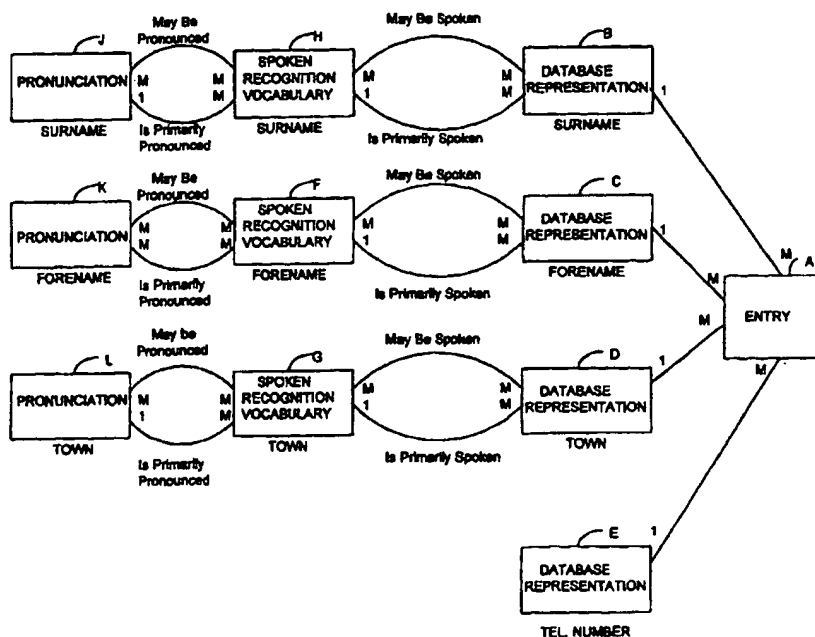 May Be
Pronounced
J
PRONUNCIATION
M
1
SURNAME
M
M
Is Primarily
Pronounced
H
SPOKEN
RECOGNITION
VOCABULARY
SURNAME
May Be Spoken
M
1
M
M
Is Primarily Spoken
B
DATABASE
REPRESENTATION
SURNAME
1
May Be
Pronounced
K
PRONUNCIATION
M
M
FORENAME
M
M
Is Primarily
Pronounced
F
SPOKEN
RECOGNITION
VOCABULARY
FORENAME
May Be Spoken
M
1
M
M
Is Primarily Spoken
C
DATABASE
REPRESENTATION
FORENAME
1
M
M
M
A
ENTRY
M
May be
Pronounced
L
PRONUNCIATION
M
1
TOWN
M
M
Is Primarily
Pronounced
G
SPOKEN
RECOGNITION
VOCABULARY
TOWN
May Be Spoken
M
1
M
M
Is Primarily Spoken
D
DATABASE
REPRESENTATION
TOWN
1
E
DATABASE
REPRESENTATION
TEL. NUMBER
1